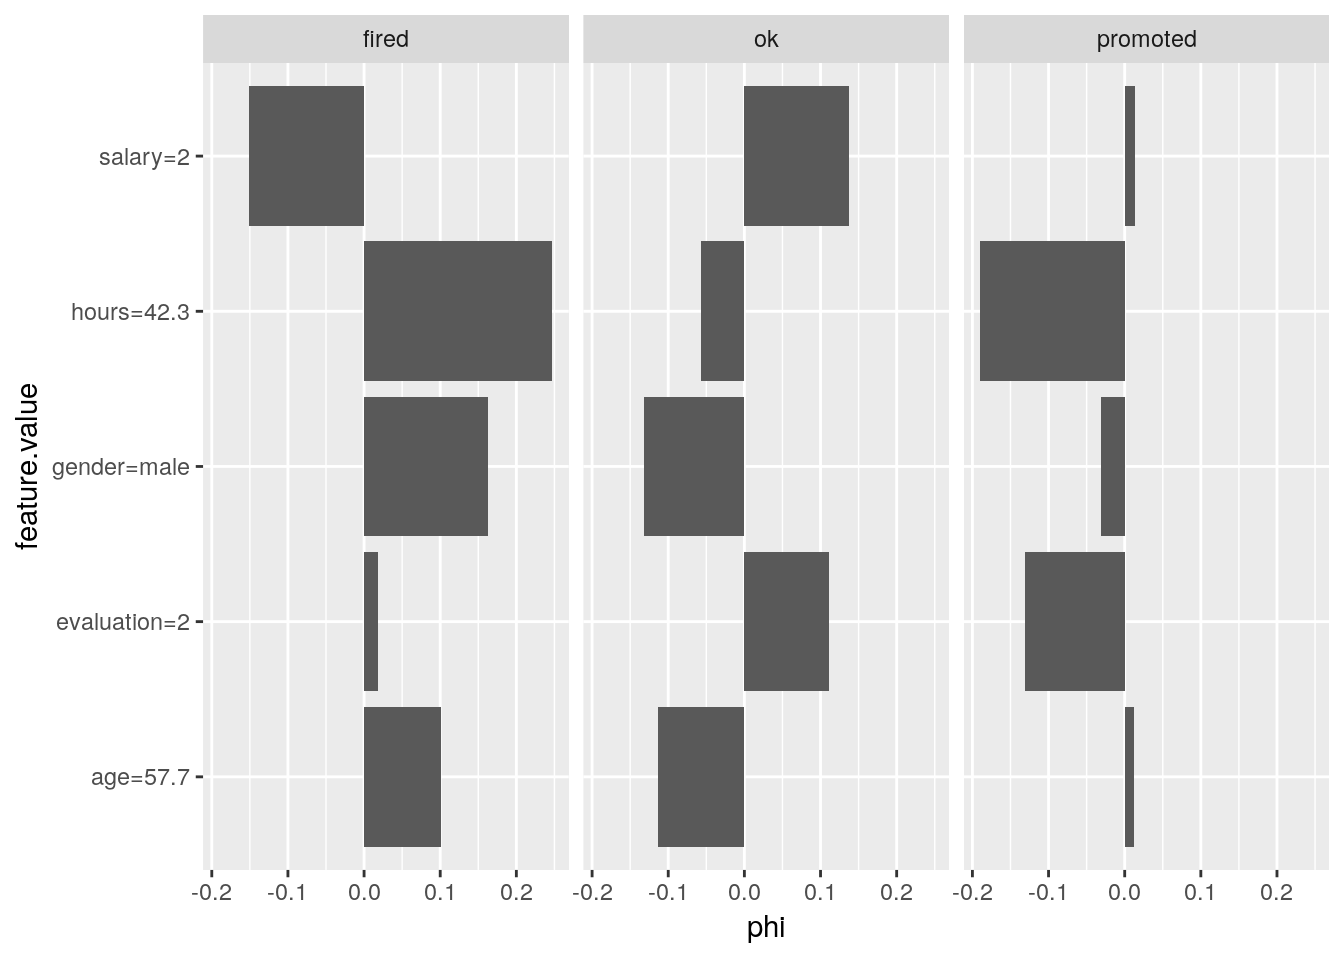 fired
ok
promoted
salary=2
hours=42.3
gender=male
evaluation=2
age=57.7
feature.value
-0.2 -0.1 0.0 0.1 0.2 -0.2 -0.1 0.0 0.1 0.2 -0.2 -0.1 0.0 0.1 0.2
phi